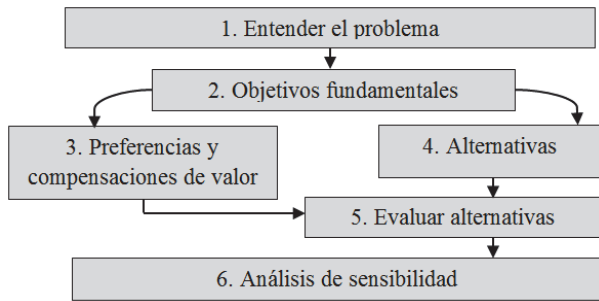 1. Entender el problema
2. Objetivos fundamentales
3. Preferencias y
compensaciones de valor
4. Alternativas
5. Evaluar alternativas
6. Análisis de sensibilidad